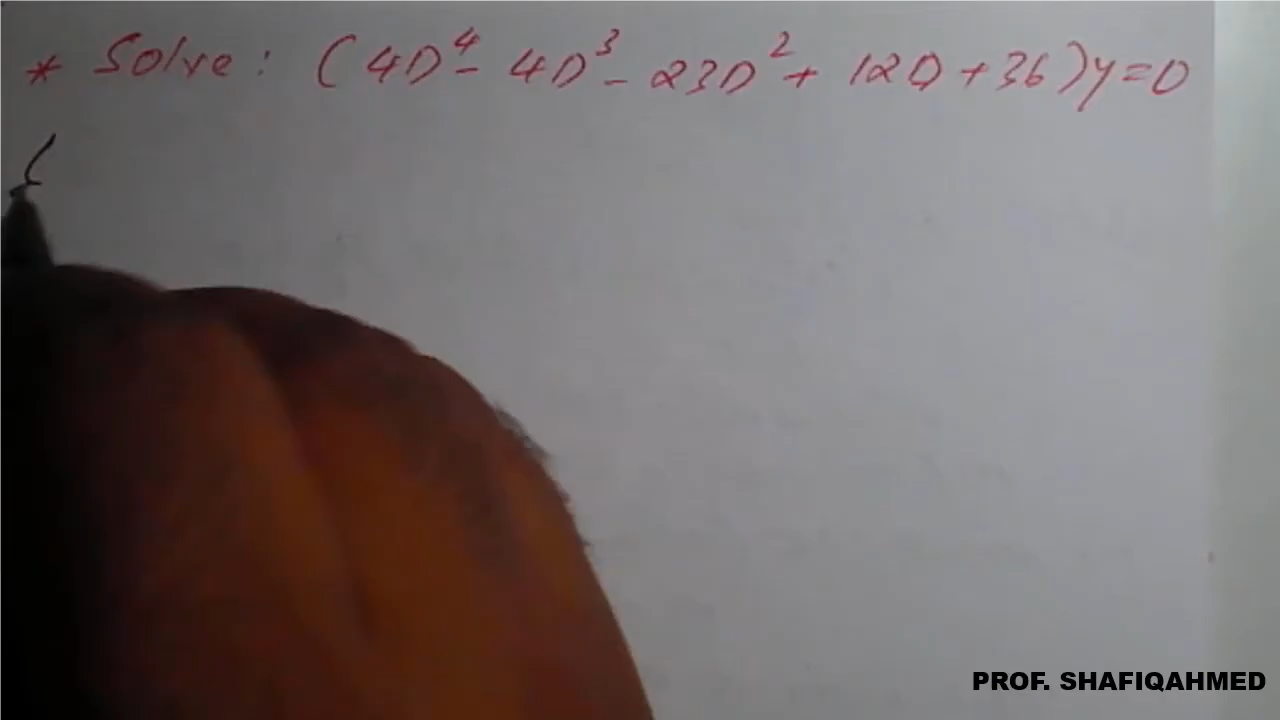 * Solve : (4D⁴ - 4D³ - 23D² + 12D + 36)y = 0
(
PROF. SHAFIQAHMED